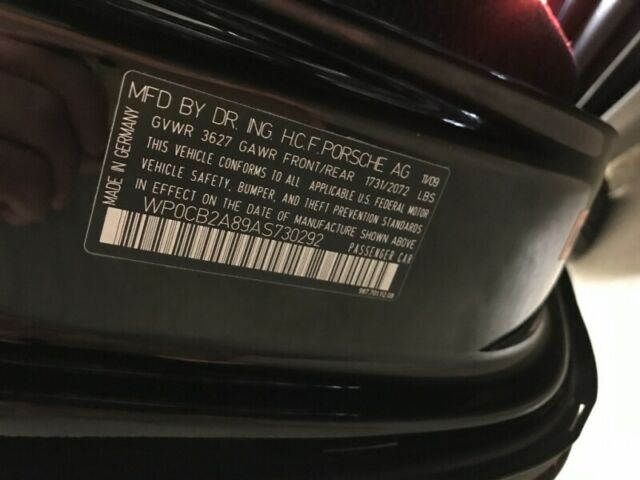 MFD BY DR. ING. H.C.F. PORSCHE AG 11/09
GVWR 3627 GAWR FRONT/REAR 1731/2072 LBS
THIS VEHICLE CONFORMS TO ALL APPLICABLE U.S. FEDERAL MOTOR
VEHICLE SAFETY, BUMPER, AND THEFT PREVENTION STANDARDS
IN EFFECT ON THE DATE OF MANUFACTURE SHOWN ABOVE
WP0CB2A89AS730292
PASSENGER CAR
MADE IN GERMANY